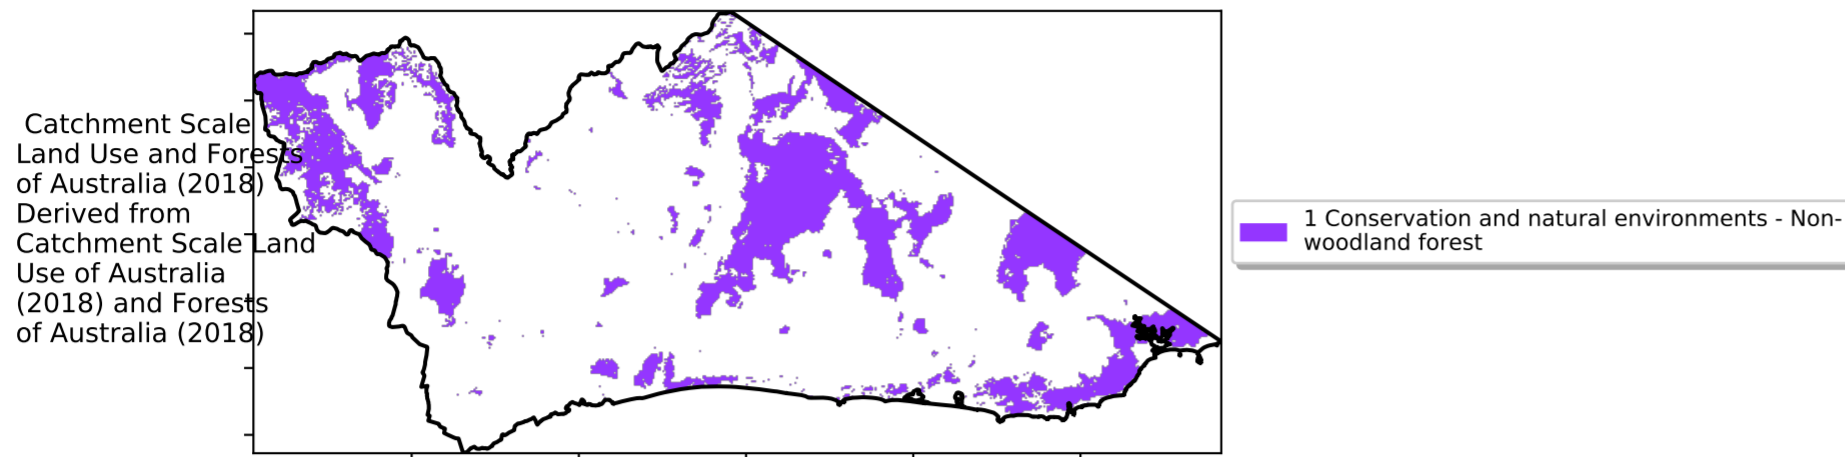 Catchment Scale
Land Use and Forests
of Australia (2018)
Derived from
Catchment Scale Land
Use of Australia
(2018) and Forests
of Australia (2018)
1 Conservation and natural environments - Non-
woodland forest